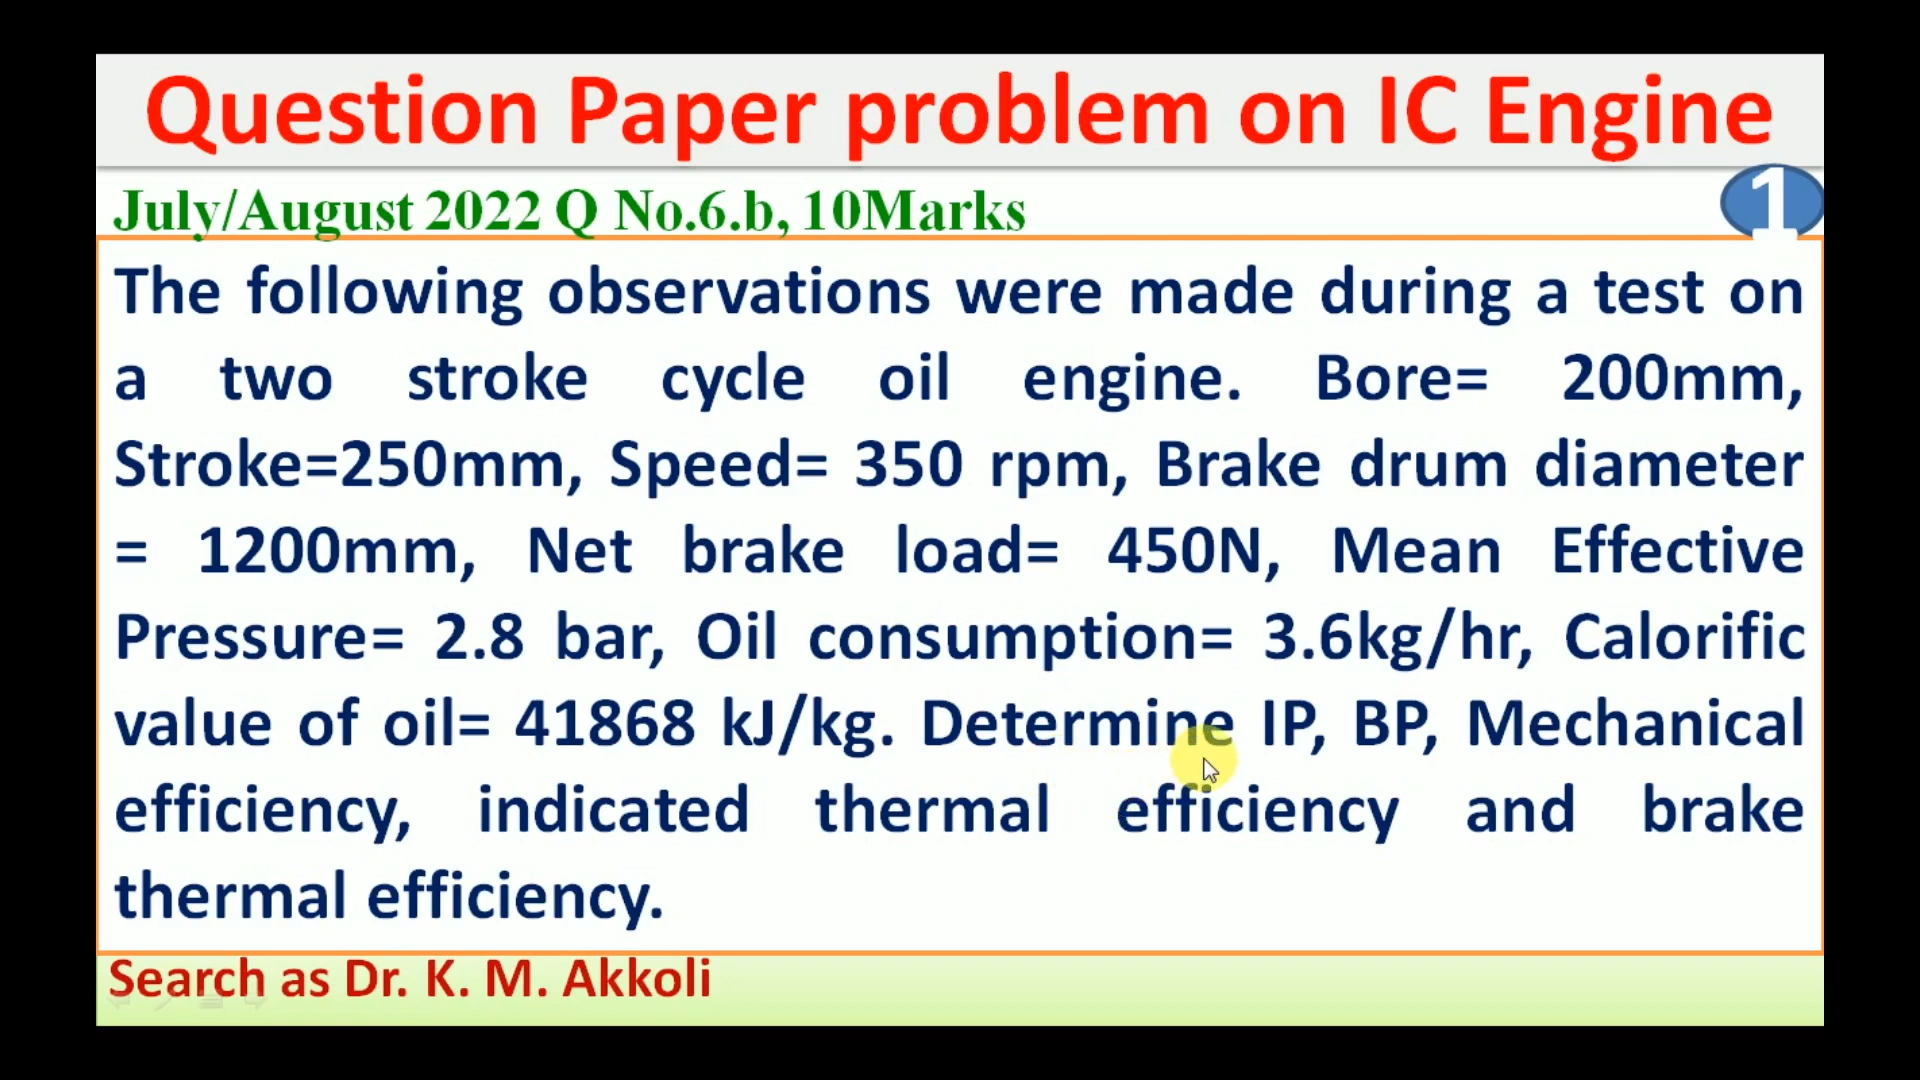 Question Paper problem on IC Engine
July/August 2022 Q No.6.b, 10Marks
1
The following observations were made during a test on
a two stroke cycle oil engine. Bore= 200mm,
Stroke=250mm, Speed= 350 rpm, Brake drum diameter
= 1200mm, Net brake load= 450N, Mean Effective
Pressure= 2.8 bar, Oil consumption= 3.6kg/hr, Calorific
value of oil= 41868 kJ/kg. Determine IP, BP, Mechanical
efficiency, indicated thermal efficiency and brake
thermal efficiency.
Search as Dr. K. M. Akkoli